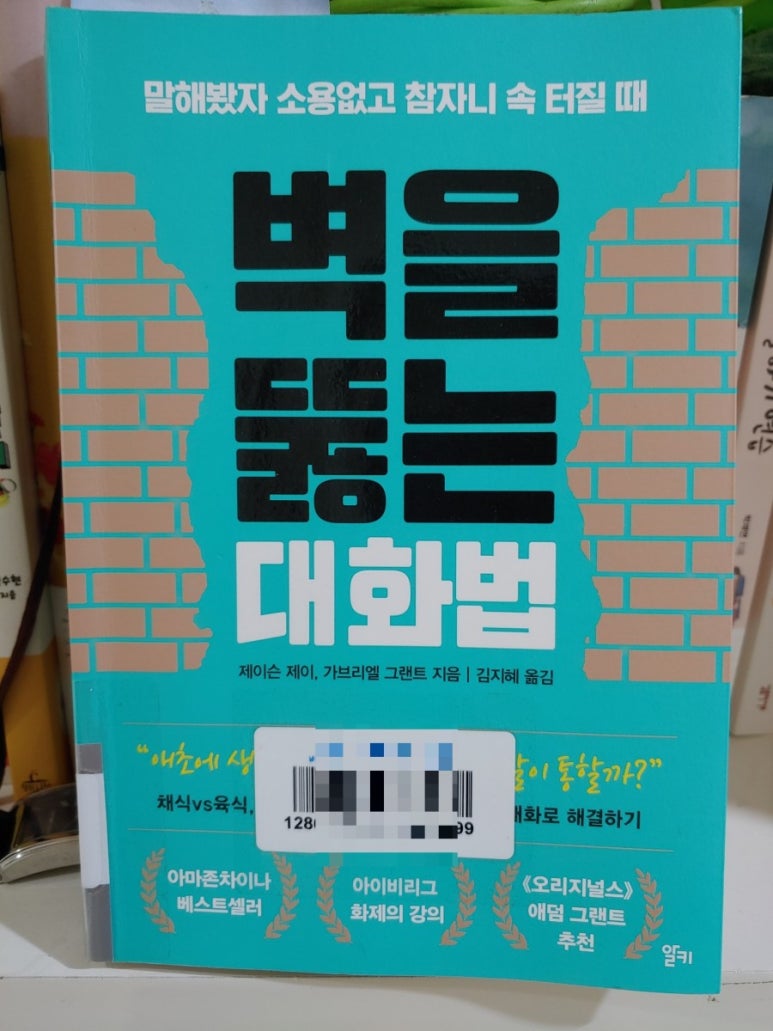 말해봤자 소용없고 참자니 속 터질 때
벽을
뚫는
대화법
제이슨 제이, 가브리엘 그랜트 지음 | 김지혜 옮김
“애초에 생 말이 통할까?”
채식vs육식, 대화로 해결하기
128 99
아마존차이나
베스트셀러
아이비리그
화제의 강의
《오리지널스》
애덤 그랜트
추천
알키